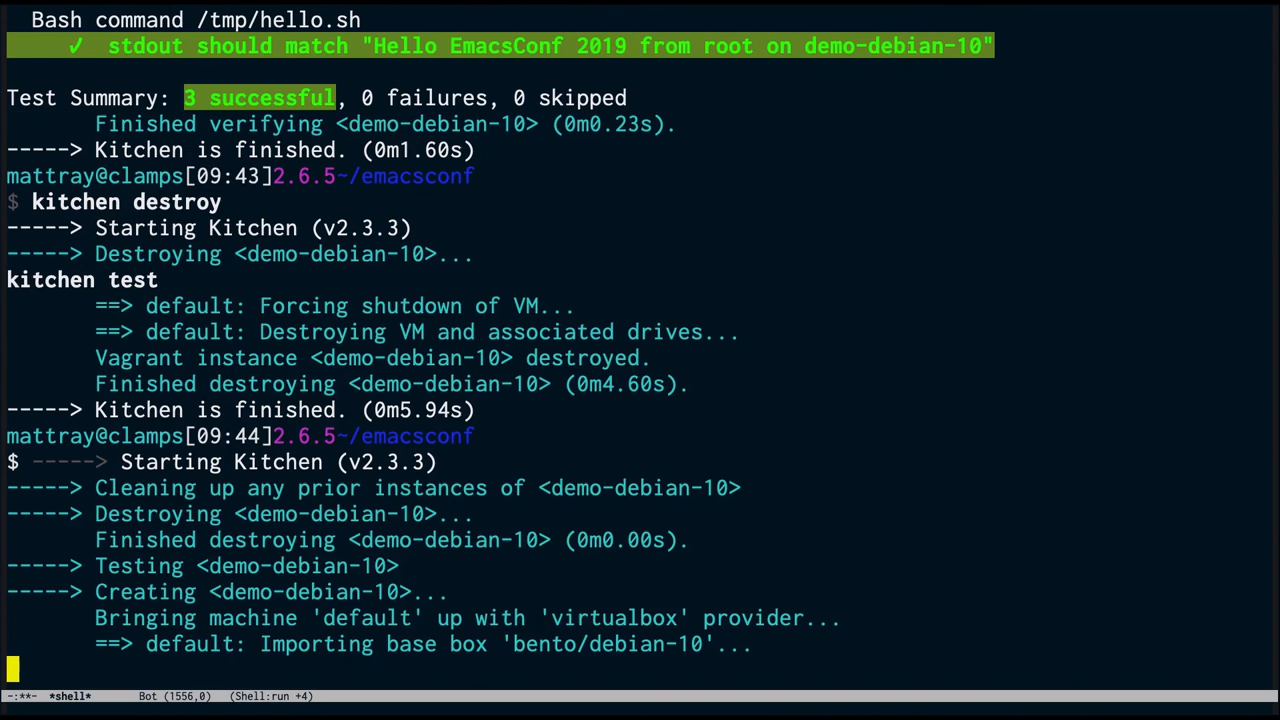 Bash command /tmp/hello.sh
✓ stdout should match "Hello EmacsConf 2019 from root on demo-debian-10"
Test Summary: 3 successful, 0 failures, 0 skipped
Finished verifying <demo-debian-10> (0m0.23s).
-----> Kitchen is finished. (0m1.60s)
mattray@clamps[09:43]2.6.5~/emacsconf
$ kitchen destroy
-----> Starting Kitchen (v2.3.3)
-----> Destroying <demo-debian-10>...
kitchen test
==> default: Forcing shutdown of VM...
==> default: Destroying VM and associated drives...
Vagrant instance <demo-debian-10> destroyed.
Finished destroying <demo-debian-10> (0m4.60s).
-----> Kitchen is finished. (0m5.94s)
mattray@clamps[09:44]2.6.5~/emacsconf
$ -----> Starting Kitchen (v2.3.3)
-----> Cleaning up any prior instances of <demo-debian-10>
-----> Destroying <demo-debian-10>...
Finished destroying <demo-debian-10> (0m0.00s).
-----> Testing <demo-debian-10>
-----> Creating <demo-debian-10>...
Bringing machine 'default' up with 'virtualbox' provider...
==> default: Importing base box 'bento/debian-10'...
-:**- *shell* Bot (1556,0) (Shell:run +4)